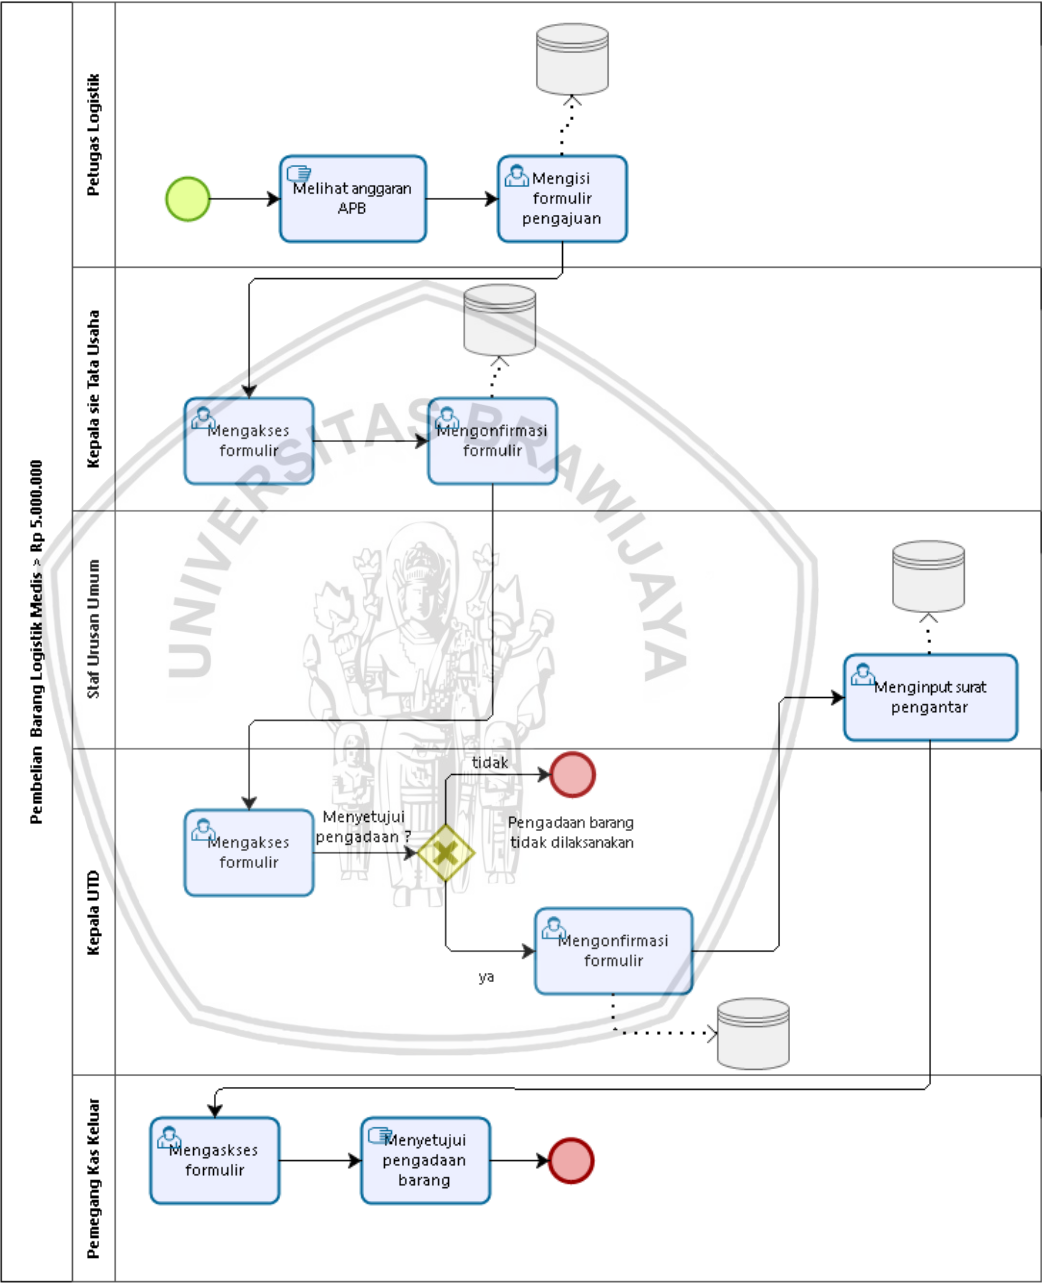 Pembelian Barang Logistik Medis > Rp 5.000.000
Petugas Logistik
Melihat anggaran
APB
Mengisi
formulir
pengajuan
Kepala sie Tata Usaha
Mengakses
formulir
Mengonfirmasi
formulir
UNIVERSITAS BRAWIJAYA
Staf Urusan Umum
Menginput surat
pengantar
Kepala UTD
Mengakses
formulir
Menyetujui
pengadaan ?
tidak
Pengadaan barang
tidak dilaksanakan
ya
Mengonfirmasi
formulir
Pemegang Kas Keluar
Mengaskses
formulir
Menyetujui
pengadaan
barang